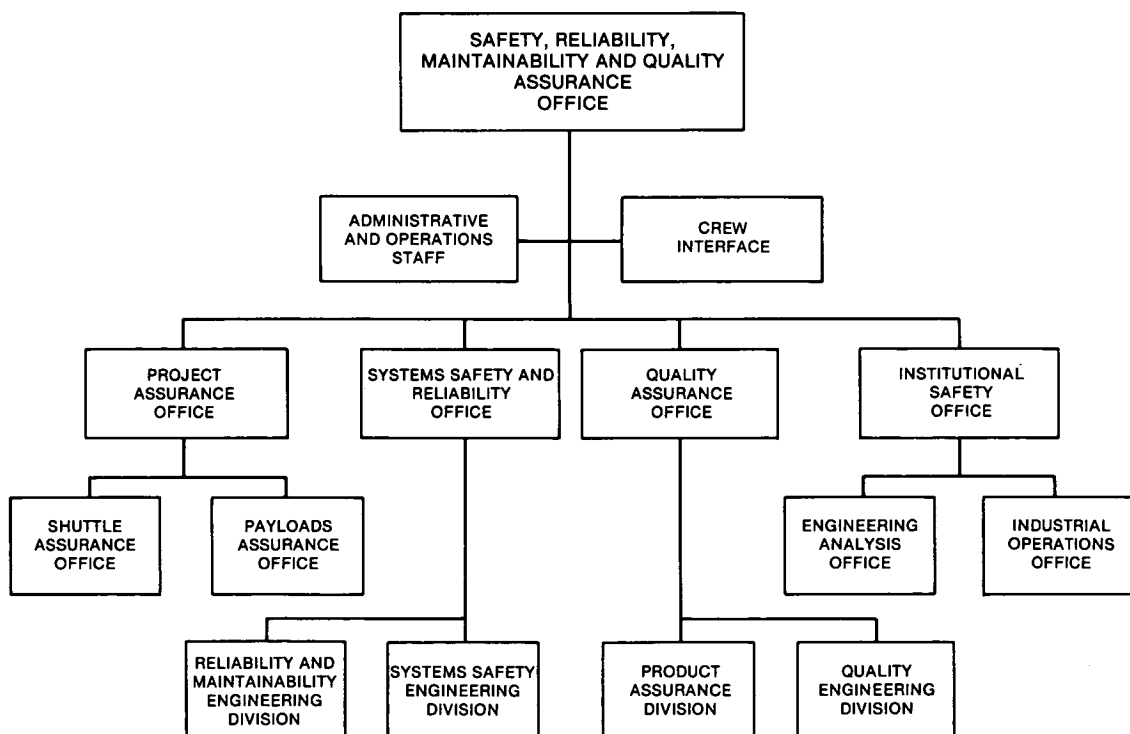 SAFETY, RELIABILITY,
MAINTAINABILITY AND QUALITY
ASSURANCE
OFFICE
ADMINISTRATIVE
AND OPERATIONS
STAFF
CREW
INTERFACE
PROJECT
ASSURANCE
OFFICE
SYSTEMS SAFETY AND
RELIABILITY
OFFICE
QUALITY
ASSURANCE
OFFICE
INSTITUTIONAL
SAFETY
OFFICE
SHUTTLE
ASSURANCE
OFFICE
PAYLOADS
ASSURANCE
OFFICE
ENGINEERING
ANALYSIS
OFFICE
INDUSTRIAL
OPERATIONS
OFFICE
RELIABILITY AND
MAINTAINABILITY
ENGINEERING
DIVISION
SYSTEMS SAFETY
ENGINEERING
DIVISION
PRODUCT
ASSURANCE
DIVISION
QUALITY
ENGINEERING
DIVISION